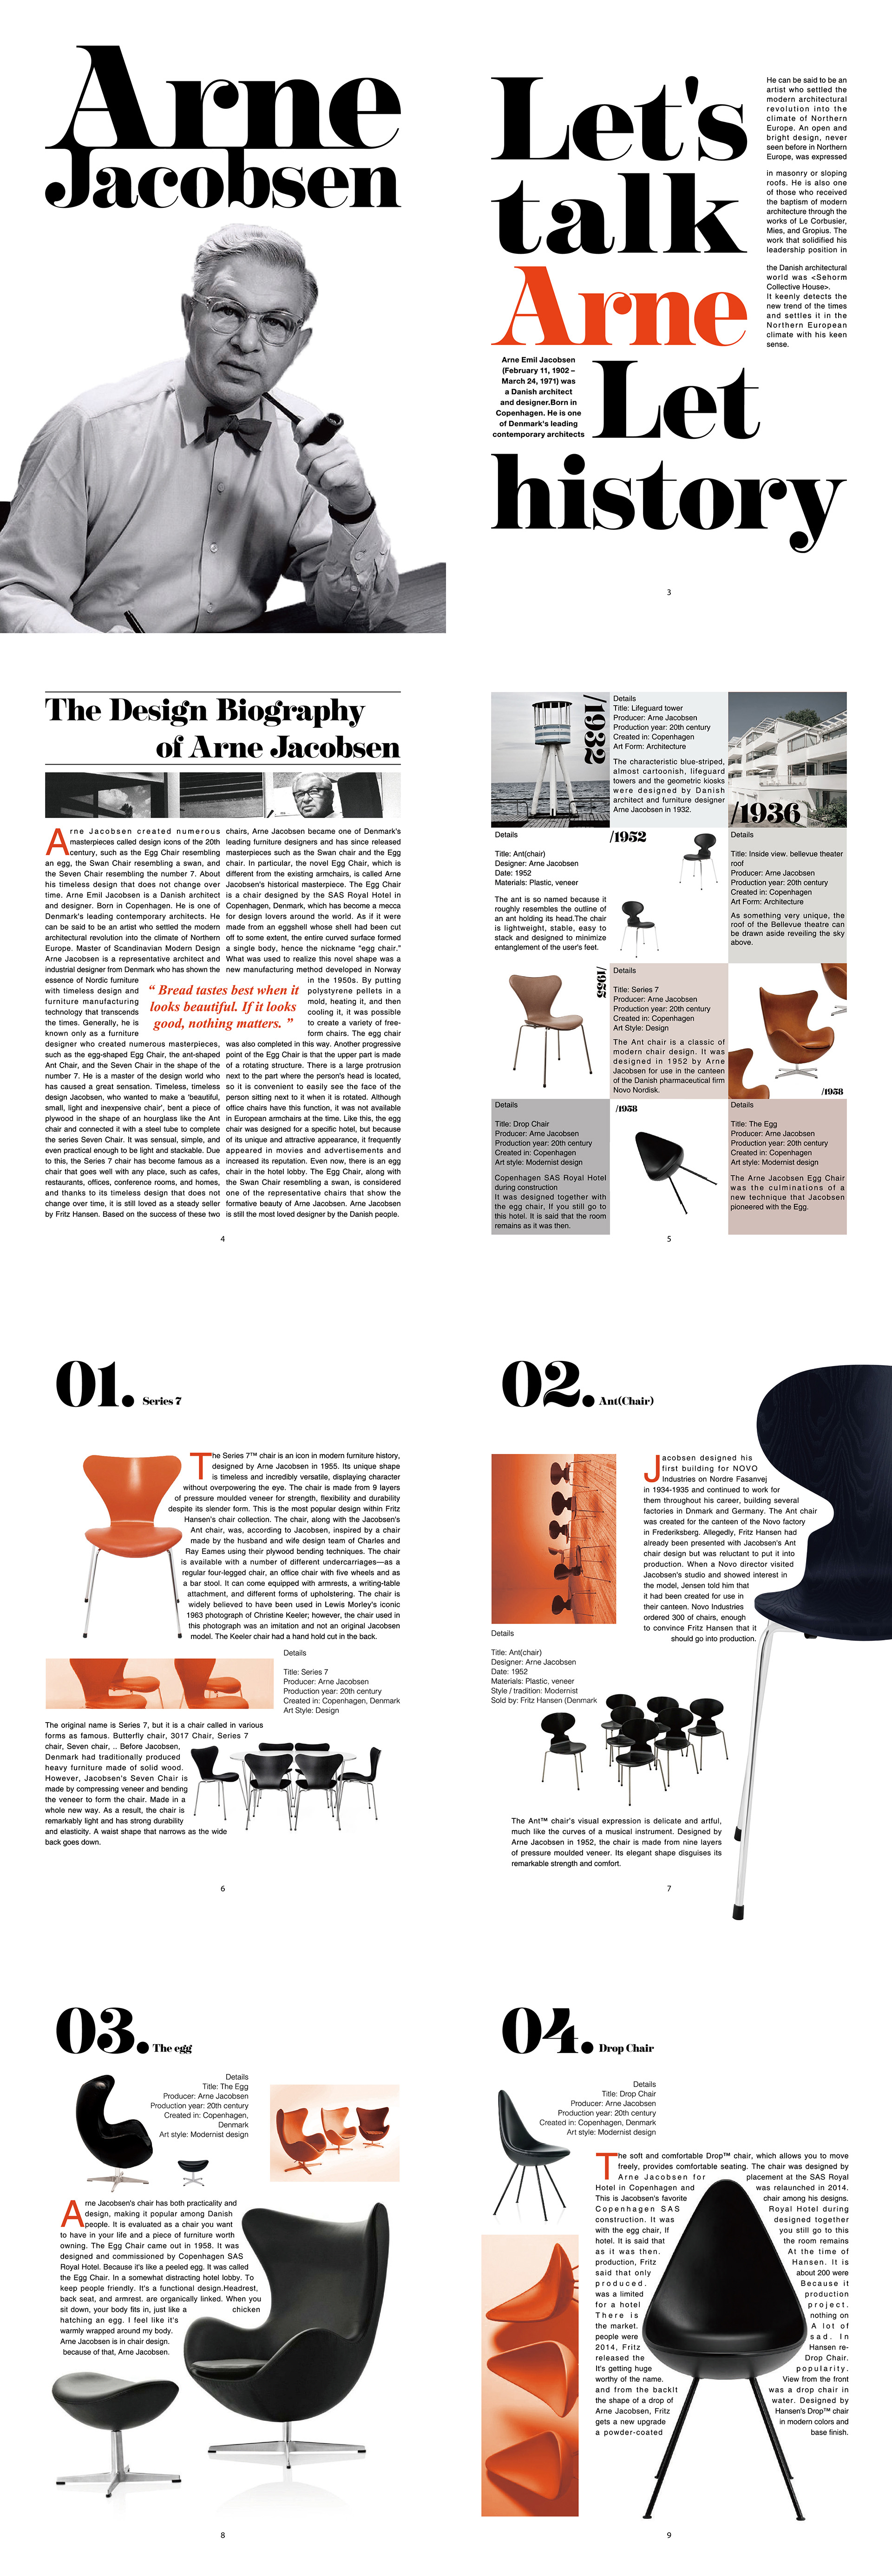 Arne
Jacobsen
Let's
talk
Arne
Let
history
He can be said to be an
artist who settled the
modern architectural
revolution into the
climate of Northern
Europe. An open and
bright design, never
seen before in Northern
Europe, was expressed
in masonry or sloping
roofs. He is also one
of those who received
the baptism of modern
architecture through the
works of Le Corbusier,
Mies, and Gropius. The
work that solidified his
leadership position in
the Danish architectural
world was <Sehorm
Collective House>.
It keenly detects the
new trend of the times
and settles it in the
Northern European
climate with his keen
sense.
Arne Emil Jacobsen
(February 11, 1902 –
March 24, 1971) was
a Danish architect
and designer.Born in
Copenhagen. He is one
of Denmark's leading
contemporary architects
3
The Design Biography
of Arne Jacobsen
Arne Jacobsen created numerous
masterpieces called design icons of the 20th
century, such as the Egg Chair resembling
an egg, the Swan Chair resembling a swan, and
the Seven Chair resembling the number 7. About
his timeless design that does not change over
time. Arne Emil Jacobsen is a Danish architect
and designer. Born in Copenhagen. He is one of
Denmark's leading contemporary architects. He
can be said to be an artist who settled the modern
architectural revolution into the climate of Northern
Europe. Master of Scandinavian Modern Design
Arne Jacobsen is a representative architect and
industrial designer from Denmark who has shown the
essence of Nordic furniture
with timeless design and
furniture manufacturing
technology that transcends
the times. Generally, he is
known only as a furniture
designer who created numerous masterpieces,
such as the egg-shaped Egg Chair, the ant-shaped
Ant Chair, and the Seven Chair in the shape of the
number 7. He is a master of the design world who
has caused a great sensation. Timeless, timeless
design Jacobsen, who wanted to make a 'beautiful,
small, light and inexpensive chair', bent a piece of
plywood in the shape of an hourglass like the Ant
chair and connected it with a steel tube to complete
the series Seven Chair. It was sensual, simple, and
even practical enough to be light and stackable. Due
to this, the Series 7 chair has become famous as a
chair that goes well with any place, such as cafes,
restaurants, offices, conference rooms, and homes,
and thanks to its timeless design that does not
change over time, it is still loved as a steady seller
by Fritz Hansen. Based on the success of these two
“ Bread tastes best when it
looks beautiful. If it looks
good, nothing matters. ”
chairs, Arne Jacobsen became one of Denmark's
leading furniture designers and has since released
masterpieces such as the Swan Chair and the Egg
chair. In particular, the novel Egg Chair, which is
different from the existing armchairs, is called Arne
Jacobsen's historical masterpiece. The Egg Chair
is a chair designed by the SAS Royal Hotel in
Copenhagen, Denmark, which has become a mecca
for design lovers around the world. As if it were
made from an eggshell whose shell had been cut
off to some extent, the entire curved surface formed
a single body, hence the nickname "egg chair."
What was used to realize this novel shape was a
new manufacturing method developed in Norway
in the 1950s. By putting
polystyrene pellets in a
mold, heating it, and then
cooling it, it was possible
to create a variety of free-
form chairs. The egg chair
was also completed in this way. Another progressive
point of the Egg Chair is that the upper part is made
of a rotating structure. There is a large protrusion
next to the part where the person's head is located,
so it is convenient to easily see the face of the
person sitting next to it when it is rotated. Although
office chairs have this function, it was not available
in European armchairs at the time. Like this, the egg
chair was designed for a specific hotel, but because
of its unique and attractive appearance, it frequently
appeared in movies and advertisements and
increased its reputation. Even now, there is an egg
chair in the hotel lobby. The Egg Chair, along with
the Swan Chair resembling a swan, is considered
one of the representative chairs that show the
formative beauty of Arne Jacobsen. Arne Jacobsen
is still the most loved designer by the Danish people.
4
/1932
Details
Title: Lifeguard tower
Producer: Arne Jacobsen
Production year: 20th century
Created in: Copenhagen
Art Form: Architecture
The characteristic blue-striped,
almost cartoonish, lifeguard
towers and the geometric kiosks
were designed by Danish
architect and furniture designer
Arne Jacobsen in 1932.
/1936
Details
Title: Ant(chair)
Designer: Arne Jacobsen
Date: 1952
Materials: Plastic, veneer
The ant is so named because it
roughly resembles the outline of
an ant holding its head.The chair
is lightweight, stable, easy to
stack and designed to minimize
entanglement of the user's feet.
/1952
Details
Title: Inside view. bellevue theater
roof
Producer: Arne Jacobsen
Production year: 20th century
Created in: Copenhagen
Art Form: Architecture
As something very unique, the
roof of the Bellevue theatre can
be drawn aside reveiling the sky
above.
/1955
Details
Title: Series 7
Producer: Arne Jacobsen
Production year: 20th century
Created in: Copenhagen
Art Style: Design
The Ant chair is a classic of
modern chair design. It was
designed in 1952 by Arne
Jacobsen for use in the canteen
of the Danish pharmaceutical firm
Novo Nordisk.
/1958
Details
Title: Drop Chair
Producer: Arne Jacobsen
Production year: 20th century
Created in: Copenhagen
Art style: Modernist design
Copenhagen SAS Royal Hotel
during construction
It was designed together with
the egg chair, If you still go to
this hotel. It is said that the room
remains as it was then.
/1958
Details
Title: The Egg
Producer: Arne Jacobsen
Production year: 20th century
Created in: Copenhagen
Art style: Modernist design
The Arne Jacobsen Egg Chair
was the culminations of a
new technique that Jacobsen
pioneered with the Egg.
5
01. Series 7
The Series 7™ chair is an icon in modern furniture history,
designed by Arne Jacobsen in 1955. Its unique shape
is timeless and incredibly versatile, displaying character
without overpowering the eye. The chair is made from 9 layers
of pressure moulded veneer for strength, flexibility and durability
despite its slender form. This is the most popular design within Fritz
Hansen's chair collection. The chair, along with the Jacobsen's
Ant chair, was, according to Jacobsen, inspired by a chair
made by the husband and wife design team of Charles and
Ray Eames using their plywood bending techniques. The chair
is available with a number of different undercarriages—as a
regular four-legged chair, an office chair with five wheels and as
a bar stool. It can come equipped with armrests, a writing-table
attachment, and different forms of upholstering. The chair is
widely believed to have been used in Lewis Morley's iconic
1963 photograph of Christine Keeler; however, the chair used in
this photograph was an imitation and not an original Jacobsen
model. The Keeler chair had a hand hold cut in the back.
Details
Title: Series 7
Producer: Arne Jacobsen
Production year: 20th century
Created in: Copenhagen, Denmark
Art Style: Design
The original name is Series 7, but it is a chair called in various
forms as famous. Butterfly chair, 3017 Chair, Series 7
chair, Seven chair, .. Before Jacobsen,
Denmark had traditionally produced
heavy furniture made of solid wood.
However, Jacobsen's Seven Chair is
made by compressing veneer and bending
the veneer to form the chair. Made in a
whole new way. As a result, the chair is
remarkably light and has strong durability
and elasticity. A waist shape that narrows as the wide
back goes down.
6
02. Ant(Chair)
Jacobsen designed his
first building for NOVO
Industries on Nordre Fasanvej
in 1934-1935 and continued to work for
them throughout his career, building several
factories in Dnmark and Germany. The Ant chair
was created for the canteen of the Novo factory
in Frederiksberg. Allegedly, Fritz Hansen had
already been presented with Jacobsen's Ant
chair design but was reluctant to put it into
production. When a Novo director visited
Jacobsen's studio and showed interest in
the model, Jensen told him that
it had been created for use in
their canteen. Novo Industries
ordered 300 of chairs, enough
to convince Fritz Hansen that it
should go into production.
Details
Title: Ant(chair)
Designer: Arne Jacobsen
Date: 1952
Materials: Plastic, veneer
Style / tradition: Modernist
Sold by: Fritz Hansen (Denmark
The Ant™ chair's visual expression is delicate and artful,
much like the curves of a musical instrument. Designed by
Arne Jacobsen in 1952, the chair is made from nine layers
of pressure moulded veneer. Its elegant shape disguises its
remarkable strength and comfort.
7
03. The egg
Details
Title: The Egg
Producer: Arne Jacobsen
Production year: 20th century
Created in: Copenhagen,
Denmark
Art style: Modernist design
Arne Jacobsen's chair has both practicality and
design, making it popular among Danish
people. It is evaluated as a chair you want
to have in your life and a piece of furniture worth
owning. The Egg Chair came out in 1958. It was
designed and commissioned by Copenhagen SAS
Royal Hotel. Because it's like a peeled egg. It was called
the Egg Chair. In a somewhat distracting hotel lobby. To
keep people friendly. It's a functional design.Headrest,
back seat, and armrest. are organically linked. When you
sit down, your body fits in, just like a chicken
hatching an egg. I feel like it's
warmly wrapped around my body.
Arne Jacobsen is in chair design.
because of that, Arne Jacobsen.
8
04. Drop Chair
Details
Title: Drop Chair
Producer: Arne Jacobsen
Production year: 20th century
Created in: Copenhagen, Denmark
Art style: Modernist design
The soft and comfortable Drop™ chair, which allows you to move
freely, provides comfortable seating. The chair was designed by
Arne Jacobsen for placement at the SAS Royal
Hotel in Copenhagen and was relaunched in 2014.
This is Jacobsen's favorite chair among his designs.
Copenhagen SAS Royal Hotel during
construction. It was designed together
with the egg chair, If you still go to this
hotel. It is said that the room remains
as it was then. At the time of
production, Fritz Hansen. It is
said that only about 200 were
produced. Because it
was a limited production
for a hotel project.
There is nothing on
the market. A lot of
people were sad. In
2014, Fritz Hansen re-
released the Drop Chair.
It's getting huge popularity.
worthy of the name. View from the front
and from the backIt was a drop chair in
the shape of a drop of water. Designed by
Arne Jacobsen, Fritz Hansen's Drop™ chair
gets a new upgrade in modern colors and
a powder-coated base finish.
9